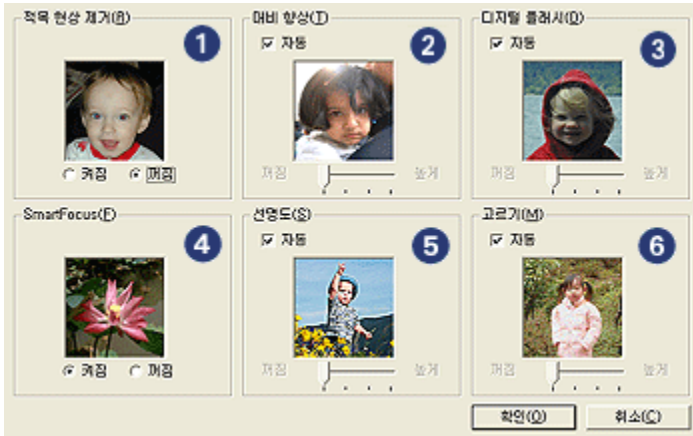 적목 현상 제거(R)
1
켜짐 꺼짐
대비 향상(T)
자동
2
꺼짐 높게
디지털 플래시(D)
자동
3
꺼짐 높게
SmartFocus(F)
4
켜짐 꺼짐
선명도(S)
자동
5
꺼짐 높게
고르기(M)
자동
6
꺼짐 높게
확인(O) 취소(C)